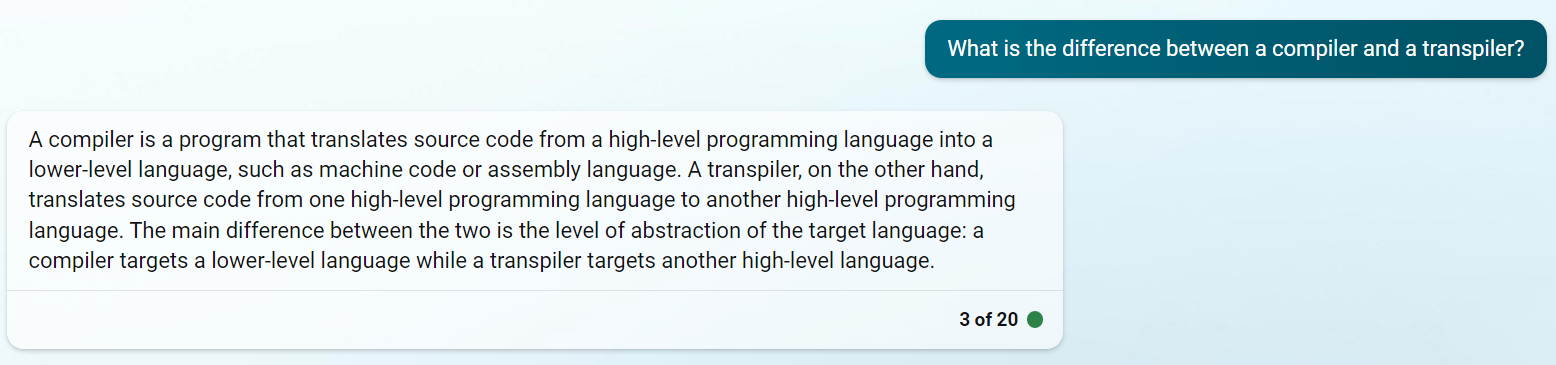 What is the difference between a compiler and a transpiler?
A compiler is a program that translates source code from a high-level programming language into a
lower-level language, such as machine code or assembly language. A transpiler, on the other hand,
translates source code from one high-level programming language to another high-level programming
language. The main difference between the two is the level of abstraction of the target language: a
compiler targets a lower-level language while a transpiler targets another high-level language.
3 of 20